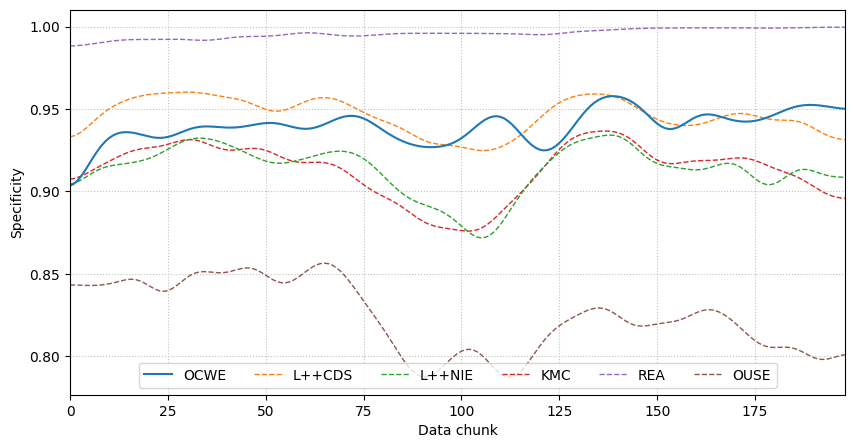 1.00
0.95
0.90
0.85
0.80
Specificity
OCWE L++CDS L++NIE KMC REA OUSE
0 25 50 75 100 125 150 175
Data chunk